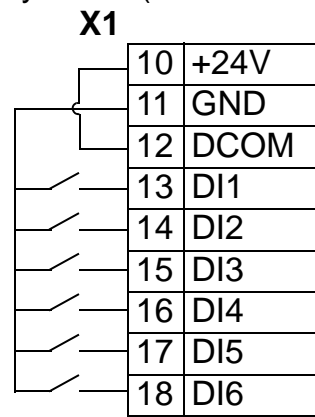 X1
10 +24V
11 GND
12 DCOM
13 DI1
14 DI2
15 DI3
16 DI4
17 DI5
18 DI6